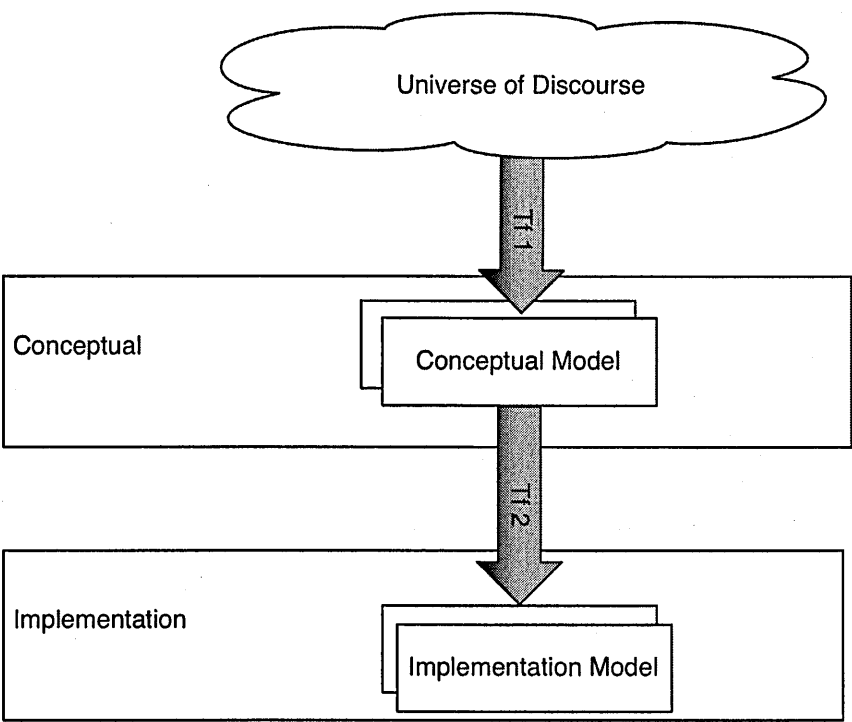 Universe of Discourse
Tf 1
Conceptual
Conceptual Model
Tf 2
Implementation
Implementation Model